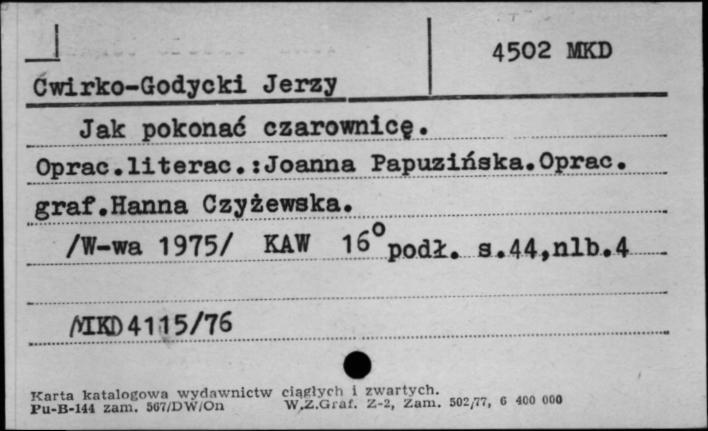 4502 MKD
Ćwirko-Godycki Jerzy
Jak pokonać czarownicę.
Oprac.literac.:Joanna Papuzińska.Oprac.
graf.Hanna Czyżewska.
/W-wa 1975/ KAW 16° podł. s.44,nlb.4
MKD 4115/76
Karta katalogowa wydawnictw ciągłych i zwartych.
Pu-B-144 zam. 567/DW/On W.Z.Graf. Z-2, Zam. 502/77, 6 400 000